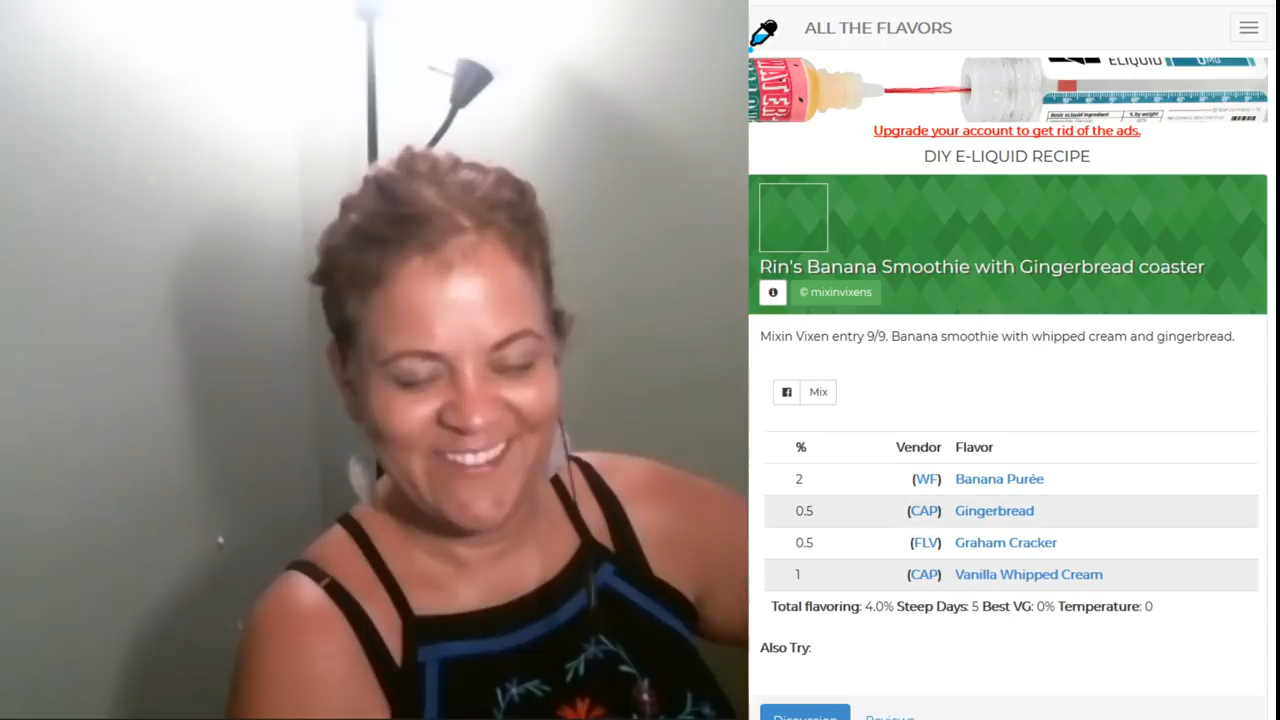 ALL THE FLAVORS
ELIQUID 0MG
Upgrade your account to get rid of the ads.
DIY E-LIQUID RECIPE
Rin's Banana Smoothie with Gingerbread coaster
© mixinvixens
Mixin Vixen entry 9/9. Banana smoothie with whipped cream and gingerbread.
Mix
% Vendor Flavor
2 (WF) Banana Purée
0.5 (CAP) Gingerbread
0.5 (FLV) Graham Cracker
1 (CAP) Vanilla Whipped Cream
Total flavoring: 4.0% Steep Days: 5 Best VG: 0% Temperature: 0
Also Try:
Discussion Reviews